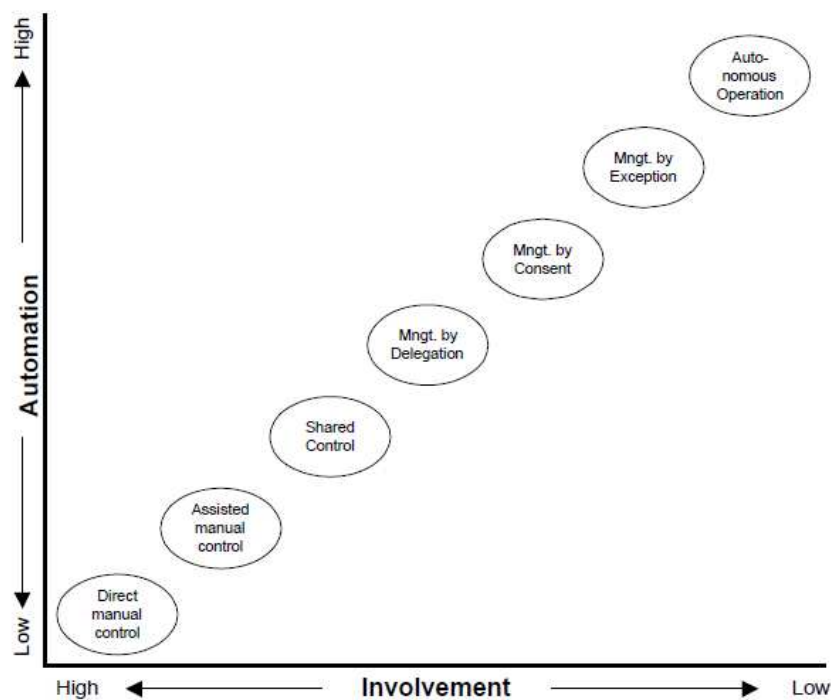 High
Auto-
nomous
Operation
Mngt. by
Exception
Mngt. by
Consent
Mngt. by
Delegation
Automation
Shared
Control
Assisted
manual
control
Direct
manual
control
Low
High
Involvement
Low